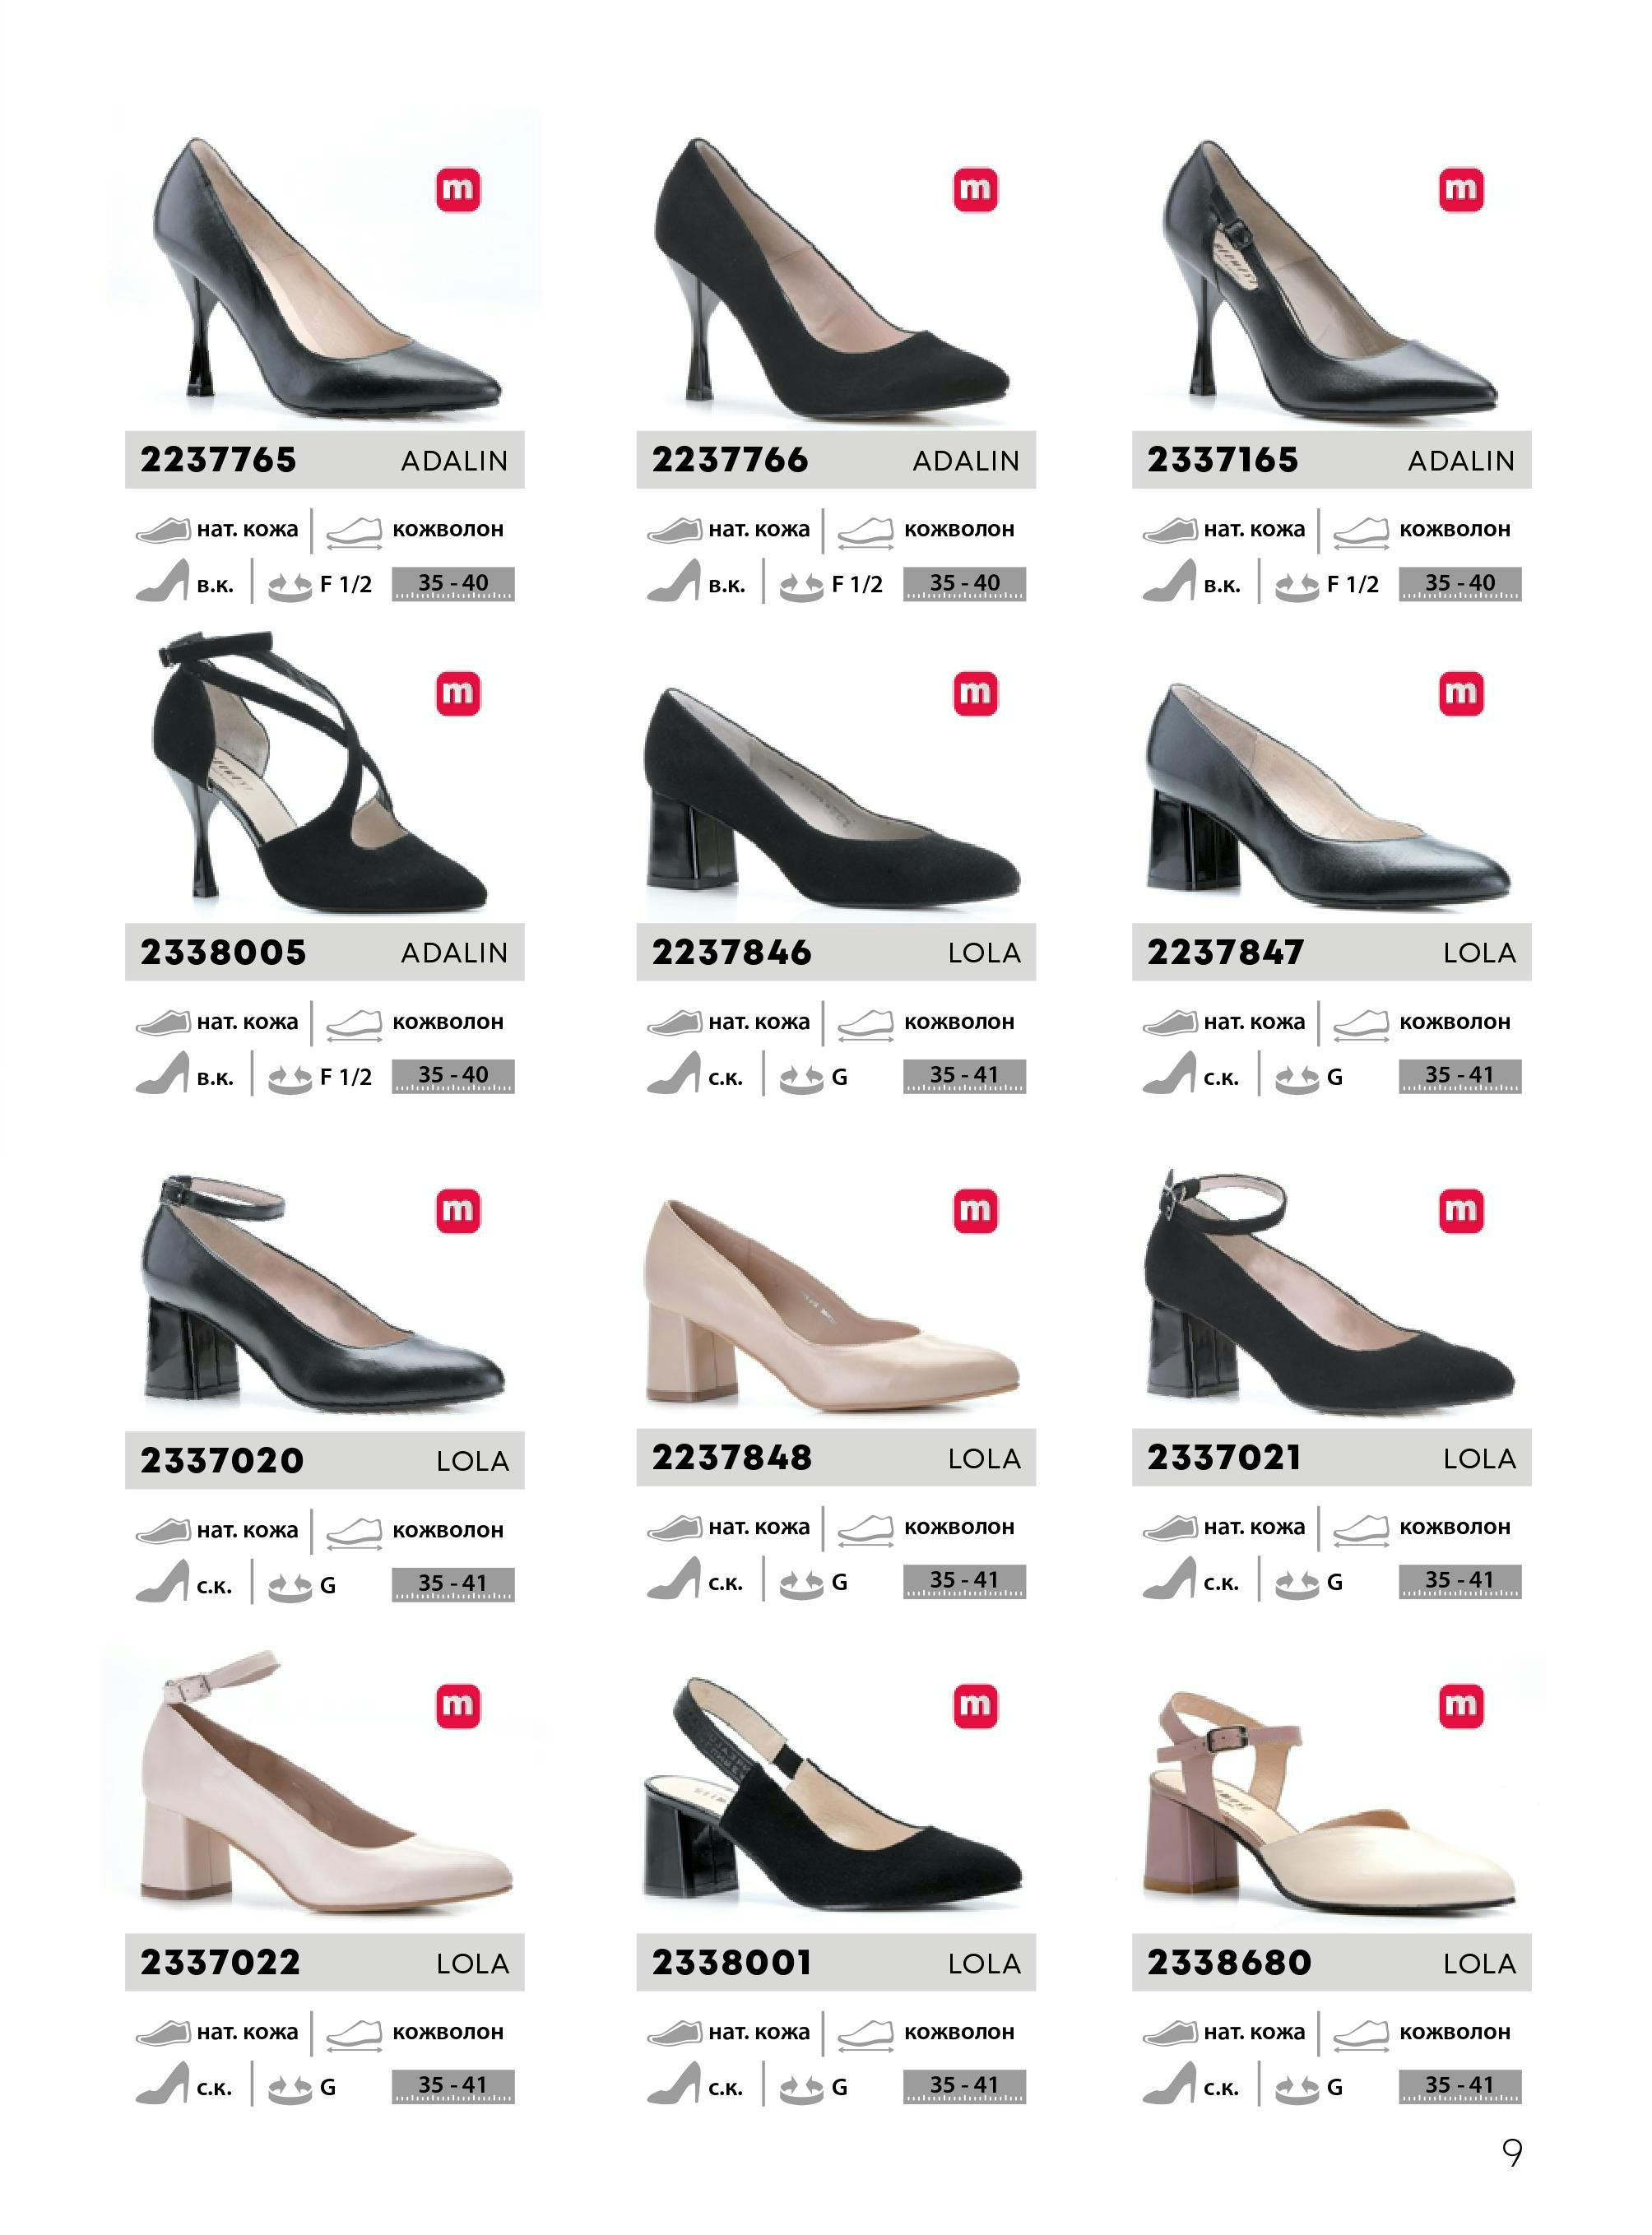 m
m
m
2237765 ADALIN
2237766 ADALIN
2337165 ADALIN
нат. кожа кожволон
нат. кожа кожволон
нат. кожа кожволон
в.к. F 1/2 35 - 40
в.к. F 1/2 35 - 40
в.к. F 1/2 35 - 40
m
m
m
2338005 ADALIN
2237846 LOLA
2237847 LOLA
нат. кожа кожволон
нат. кожа кожволон
нат. кожа кожволон
в.к. F 1/2 35 - 40
с.к. G 35 - 41
с.к. G 35 - 41
m
m
m
2337020 LOLA
2237848 LOLA
2337021 LOLA
нат. кожа кожволон
нат. кожа кожволон
нат. кожа кожволон
с.к. G 35 - 41
с.к. G 35 - 41
с.к. G 35 - 41
m
m
m
2337022 LOLA
2338001 LOLA
2338680 LOLA
нат. кожа кожволон
нат. кожа кожволон
нат. кожа кожволон
с.к. G 35 - 41
с.к. G 35 - 41
с.к. G 35 - 41
9